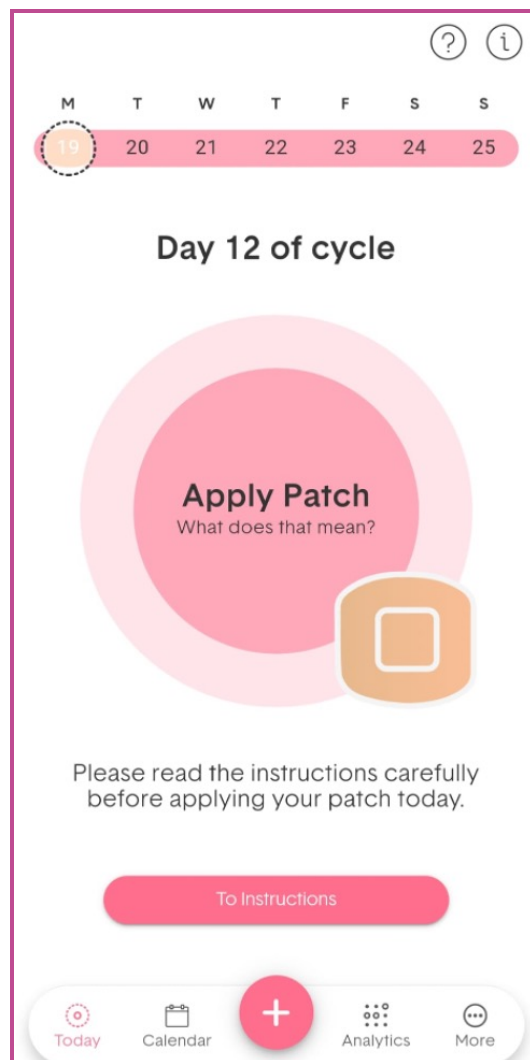 ? i
M T W T F S S
19 20 21 22 23 24 25
Day 12 of cycle
Apply Patch
What does that mean?
Please read the instructions carefully
before applying your patch today.
To Instructions
+
Today Calendar Analytics More